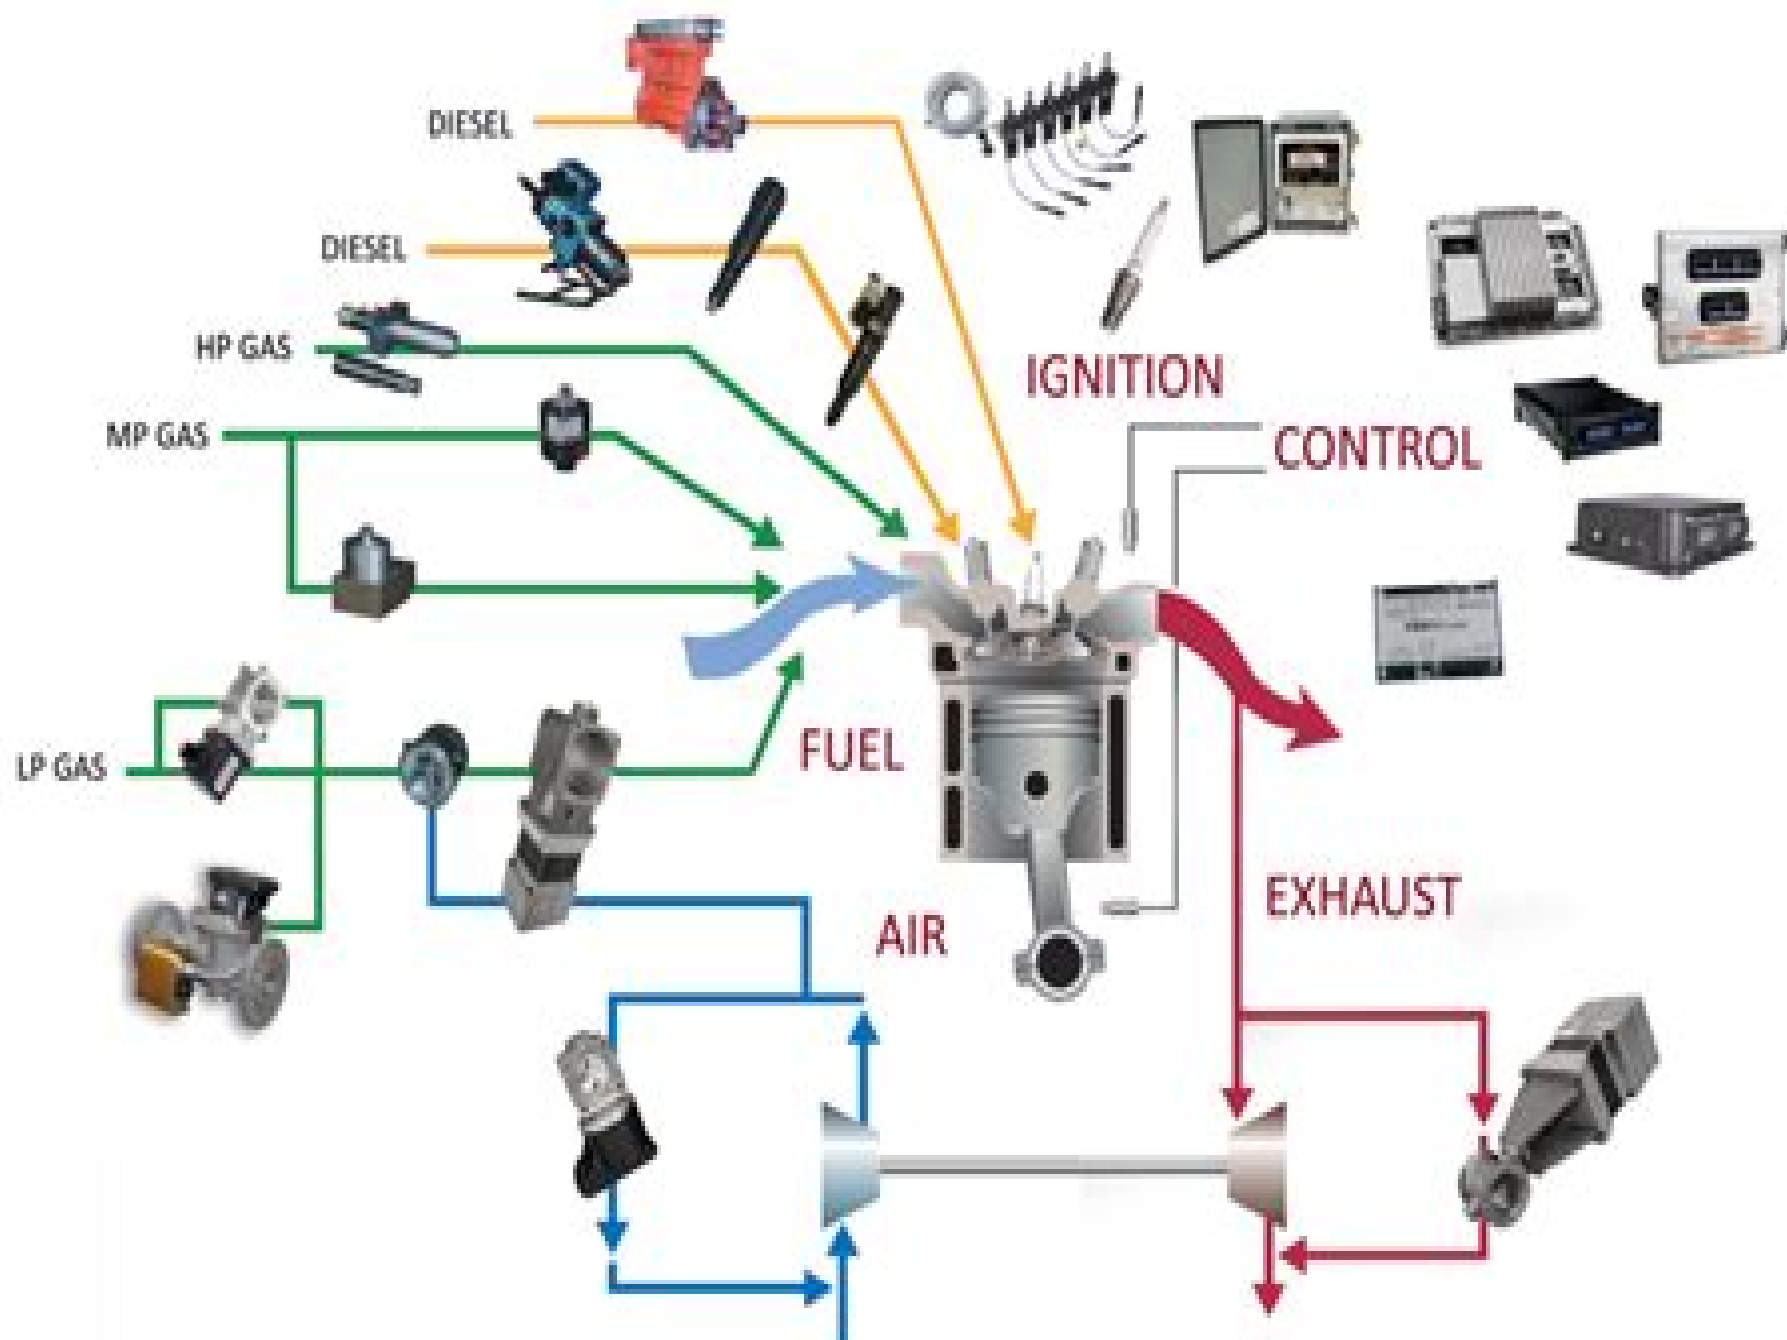 DIESEL
DIESEL
HP GAS
IGNITION
MP GAS
CONTROL
FUEL
LP GAS
EXHAUST
AIR